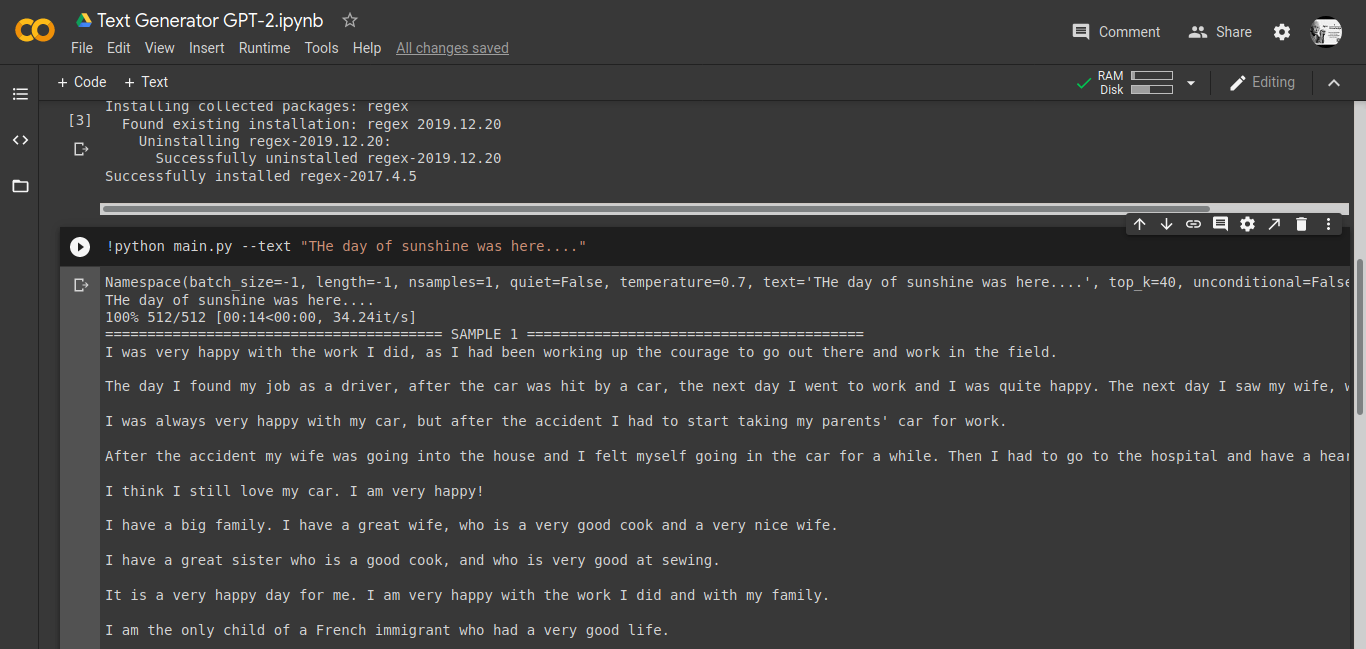 Text Generator GPT-2.ipynb
File Edit View Insert Runtime Tools Help All changes saved
Comment Share
+ Code + Text
RAM
Disk
Editing
Installing collected packages: regex
[3]
Found existing installation: regex 2019.12.20
Uninstalling regex-2019.12.20:
Successfully uninstalled regex-2019.12.20
Successfully installed regex-2017.4.5
!python main.py --text "THe day of sunshine was here...."
Namespace(batch_size=-1, length=-1, nsamples=1, quiet=False, temperature=0.7, text='THe day of sunshine was here....', top_k=40, unconditional=False
THe day of sunshine was here....
100% 512/512 [00:14<00:00, 34.24it/s]
======================================== SAMPLE 1 ========================================
I was very happy with the work I did, as I had been working up the courage to go out there and work in the field.
The day I found my job as a driver, after the car was hit by a car, the next day I went to work and I was quite happy. The next day I saw my wife,
I was always very happy with my car, but after the accident I had to start taking my parents' car for work.
After the accident my wife was going into the house and I felt myself going in the car for a while. Then I had to go to the hospital and have a hear
I think I still love my car. I am very happy!
I have a big family. I have a great wife, who is a very good cook and a very nice wife.
I have a great sister who is a good cook, and who is very good at sewing.
It is a very happy day for me. I am very happy with the work I did and with my family.
I am the only child of a French immigrant who had a very good life.